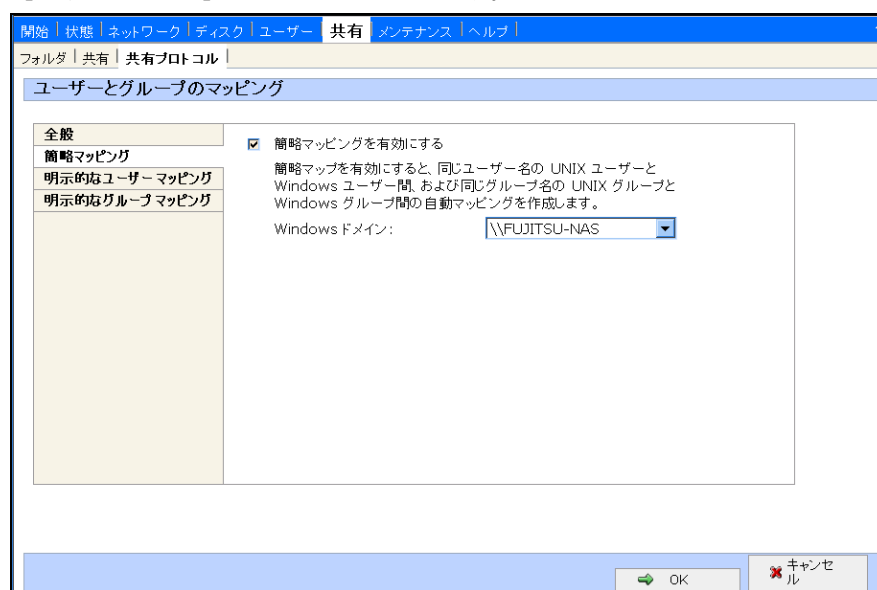 開始 状態 ネットワーク ディスク ユーザー 共有 メンテナンス ヘルプ
フォルダ 共有 共有プロトコル
ユーザーとグループのマッピング
全般
簡略マッピング
明示的なユーザー マッピング
明示的なグループ マッピング
簡略マッピングを有効にする
簡略マップを有効にすると、同じユーザー名の UNIX ユーザーと
Windows ユーザー間、および同じグループ名の UNIX グループと
Windows グループ間の自動マッピングを作成します。
Windows ドメイン: \\FUJITSU-NAS
OK
キャンセ
ル